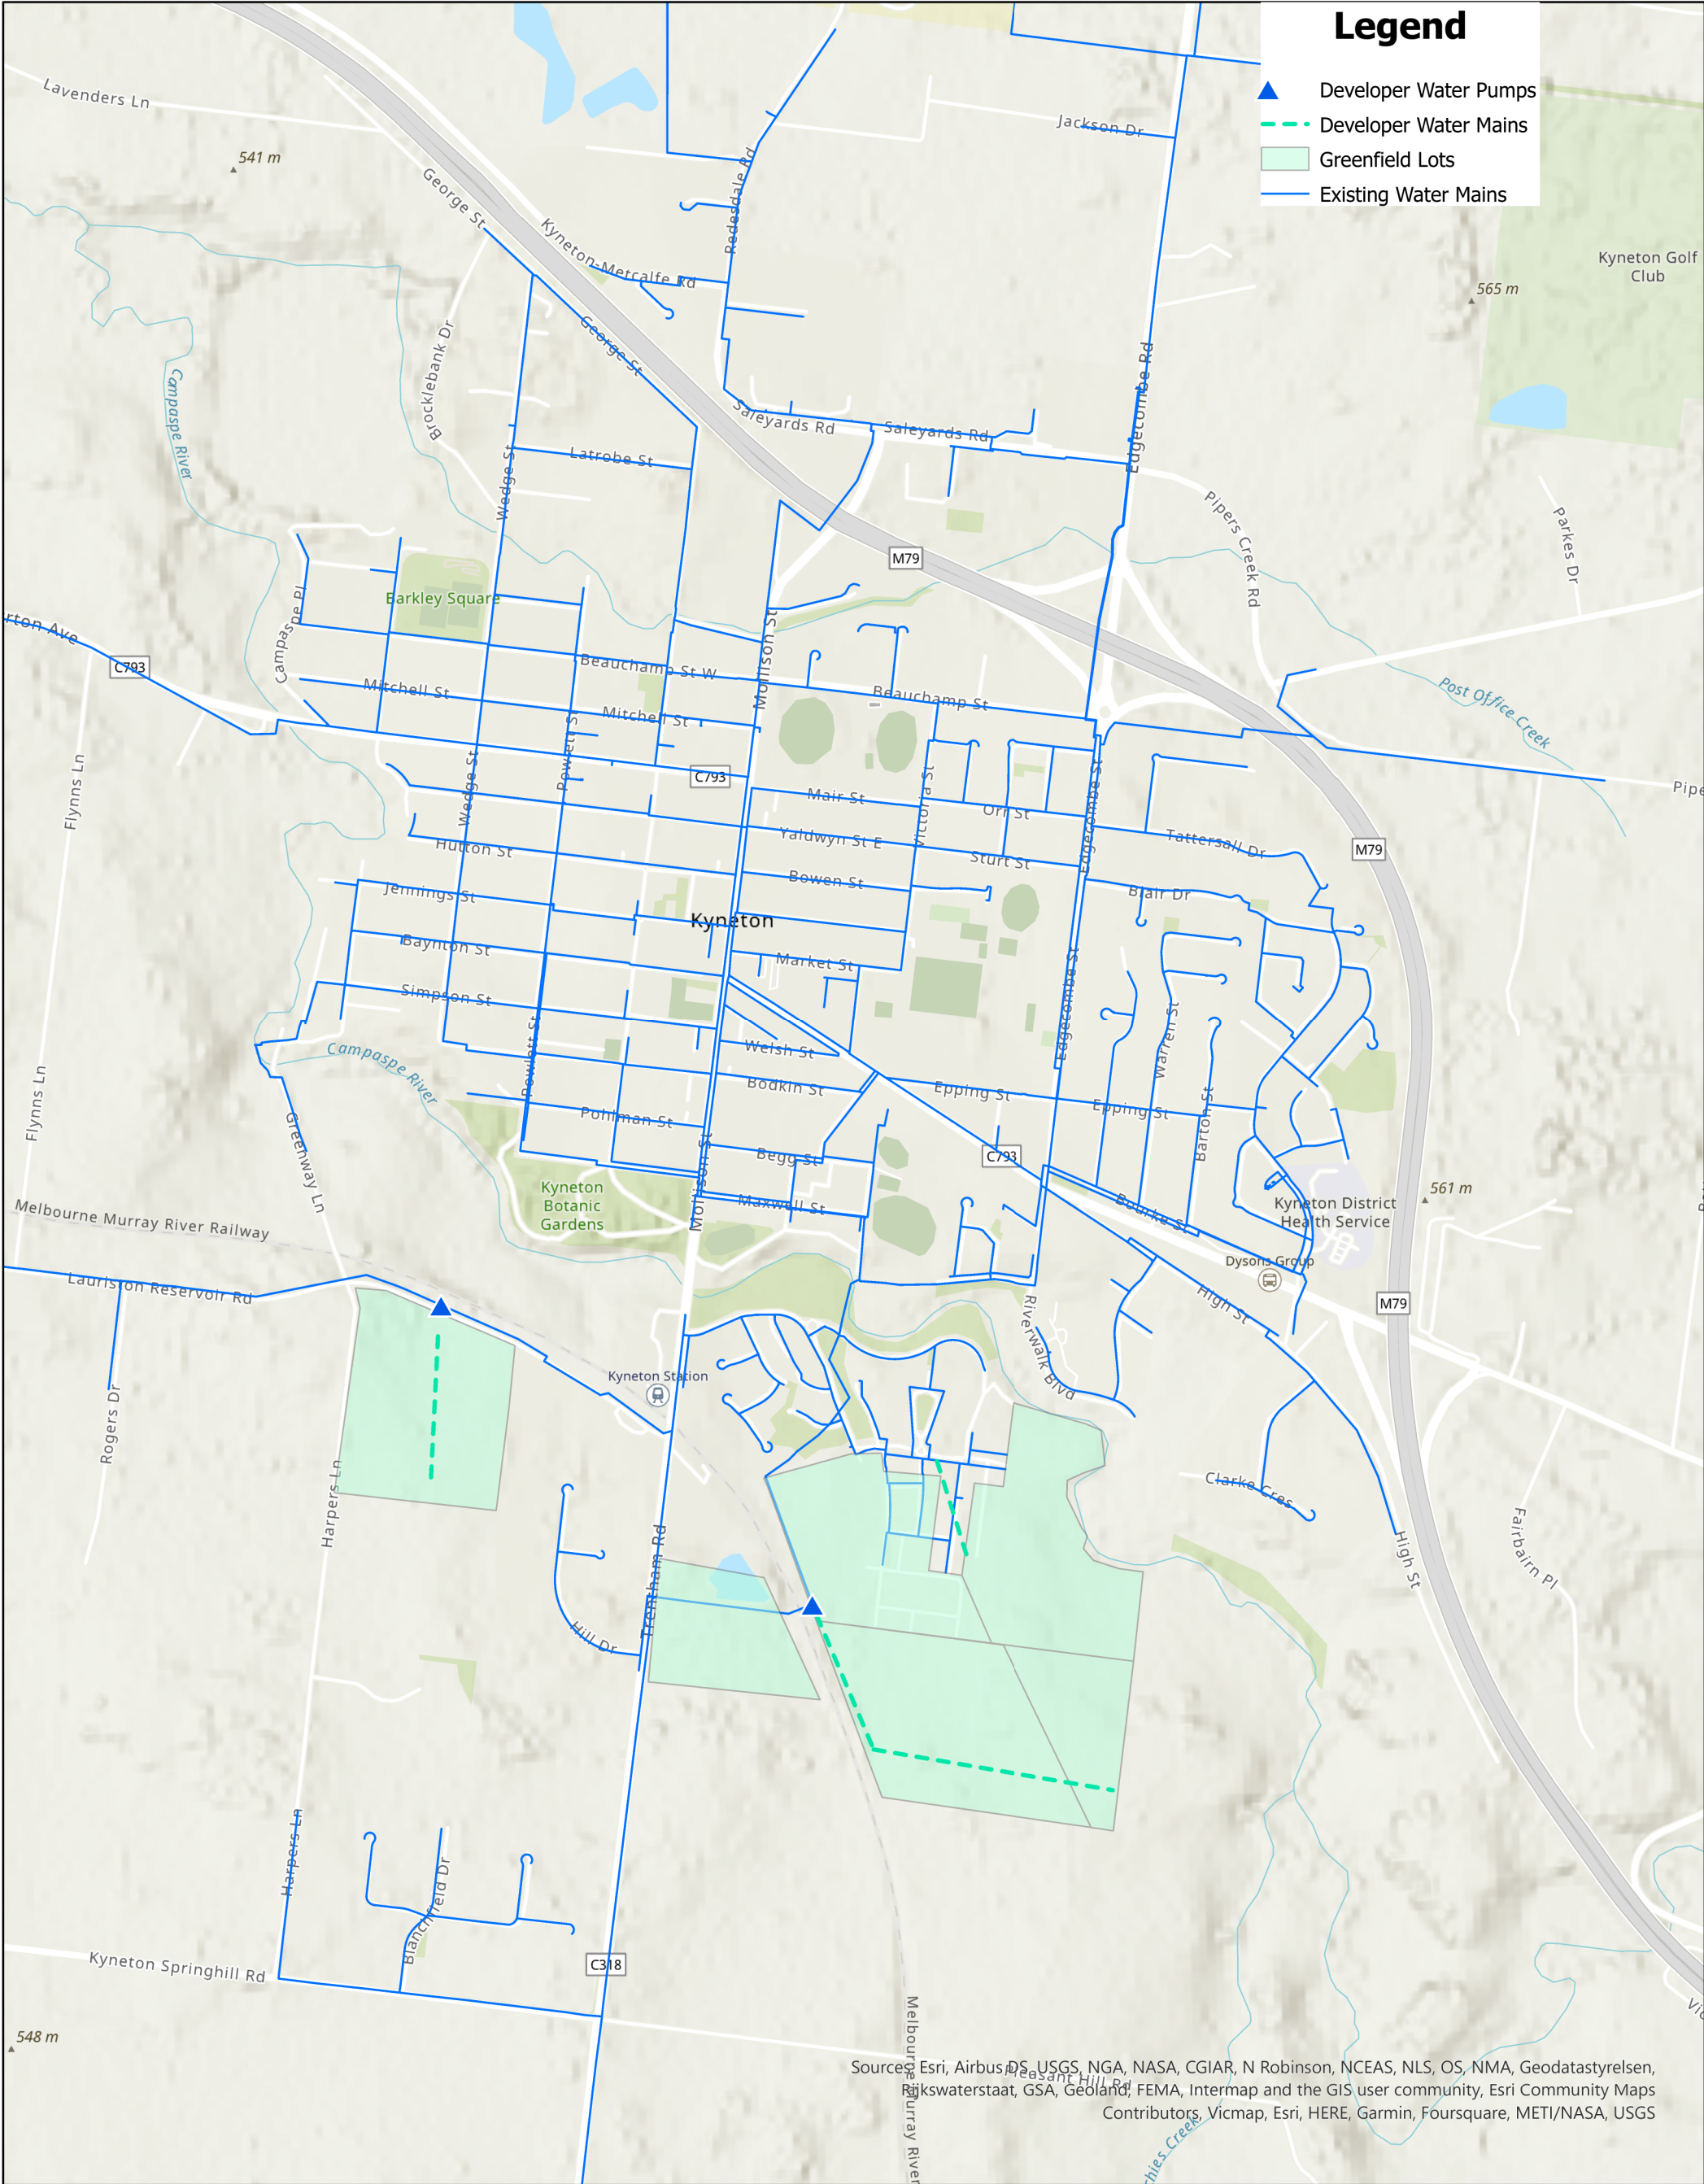 Legend
Developer Water Pumps
Developer Water Mains
Greenfield Lots
Existing Water Mains
Lavenders Ln
541 m
George St
Kyneton-Metcalfe Rd
Redesdale Rd
Jackson Dr
Kyneton Golf
Club
565 m
George St
Brocklebank Dr
Campaspe River
Edgecombe Rd
Saleyards Rd
Saleyards Rd
Latrobe St
Wedge St
Pipers Creek Rd
Parkes Dr
M79
Barkley Square
Campaspe Pl
rton Ave
C793
Mollison St
Beauchamp St W
Beauchamp St
Mitchell St
Mitchell St
Post Office Creek
Powlett St
Wedge St
C793
Flynns Ln
Mair St
Orr St
Victoria St
Edgecombe St
Pipe
Yaldwyn St E
Sturt St
Tattersall Dr
M79
Hutton St
Bowen St
Blair Dr
Jennings St
Kyneton
Baynton St
Market St
Simpson St
Edgecombe St
Warren St
Campaspe River
Powlett St
Welsh St
Bodkin St
Epping St
Epping St
Flynns Ln
Greenway Ln
Pohlman St
Barton St
Begg St
C793
Mollison St
Maxwell St
Bourke St
Kyneton
Botanic
Gardens
Kyneton District
Health Service
561 m
Melbourne Murray River Railway
Dysons Group
Lauriston Reservoir Rd
High St
M79
Riverwalk Blvd
Kyneton Station
Rogers Dr
Harpers Ln
Clarke Cres
High St
Fairbairn Pl
Trentham Rd
Hill Dr
Harpers Ln
Blanchfield Dr
Kyneton Springhill Rd
C318
548 m
Melbourne Murray River
Pleasant Hill Rd
hies Creek
Sources: Esri, Airbus DS, USGS, NGA, NASA, CGIAR, N Robinson, NCEAS, NLS, OS, NMA, Geodatastyrelsen,
Rijkswaterstaat, GSA, Geoland, FEMA, Intermap and the GIS user community, Esri Community Maps
Contributors, Vicmap, Esri, HERE, Garmin, Foursquare, METI/NASA, USGS